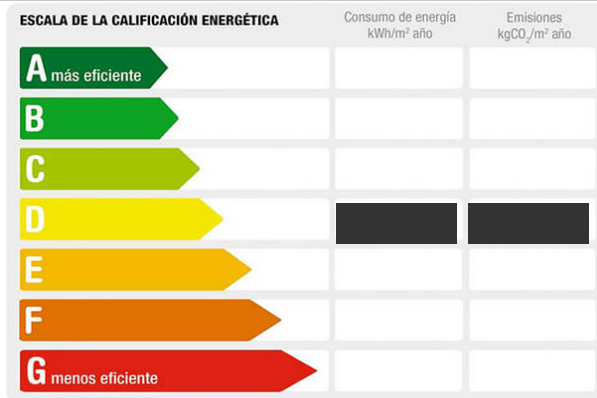 ESCALA DE LA CALIFICACIÓN ENERGÉTICA
Consumo de energía
kWh/m² año
Emisiones
kgCO₂/m² año
A más eficiente
B
C
D
E
F
G menos eficiente